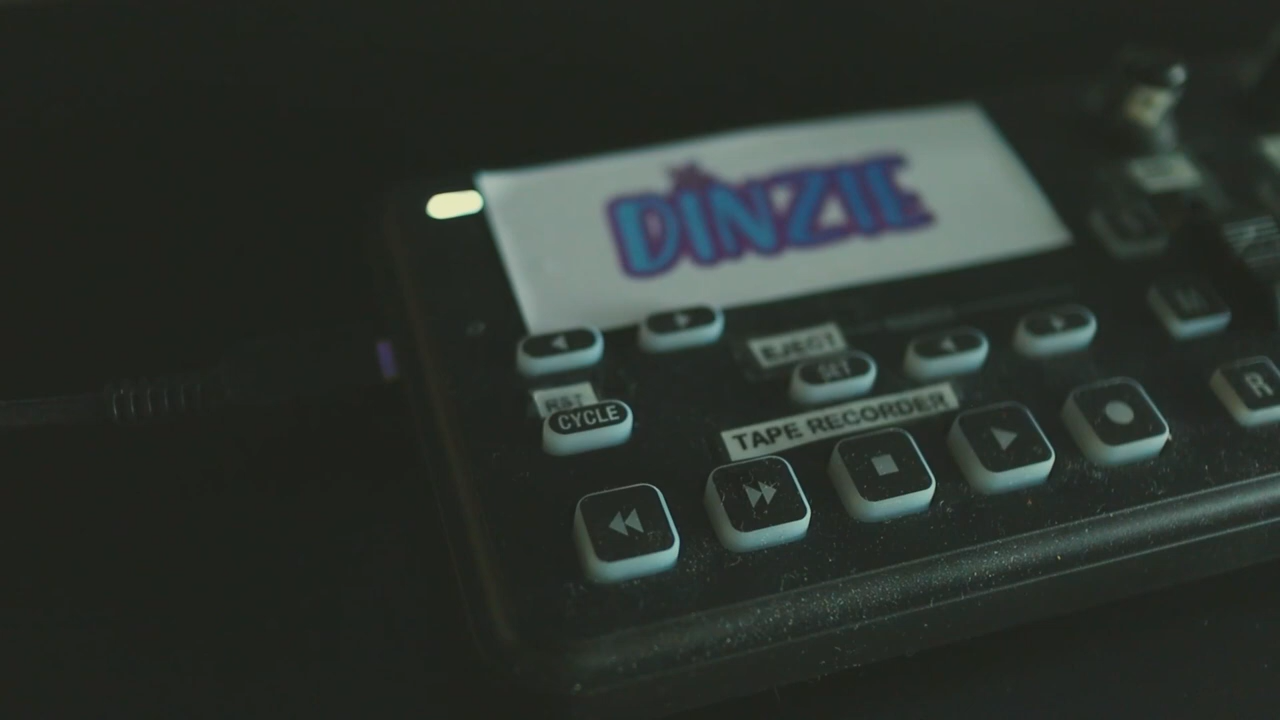 DINZIE
EJECT
SET
RST
CYCLE
TAPE RECORDER
M
R